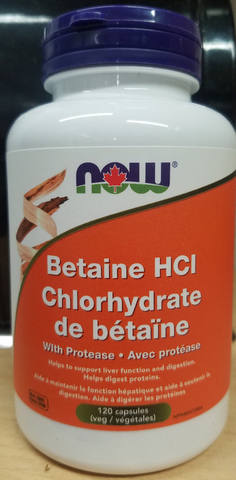 NOW®
Betaine HCl
Chlorhydrate
de bétaïne
With Protease • Avec protéase
Helps to support liver function and digestion.
Helps digest proteins.
Aide à maintenir la fonction hépatique et aide à soutenir la
digestion. Aide à digérer les protéines
120 capsules
(veg / végétales)